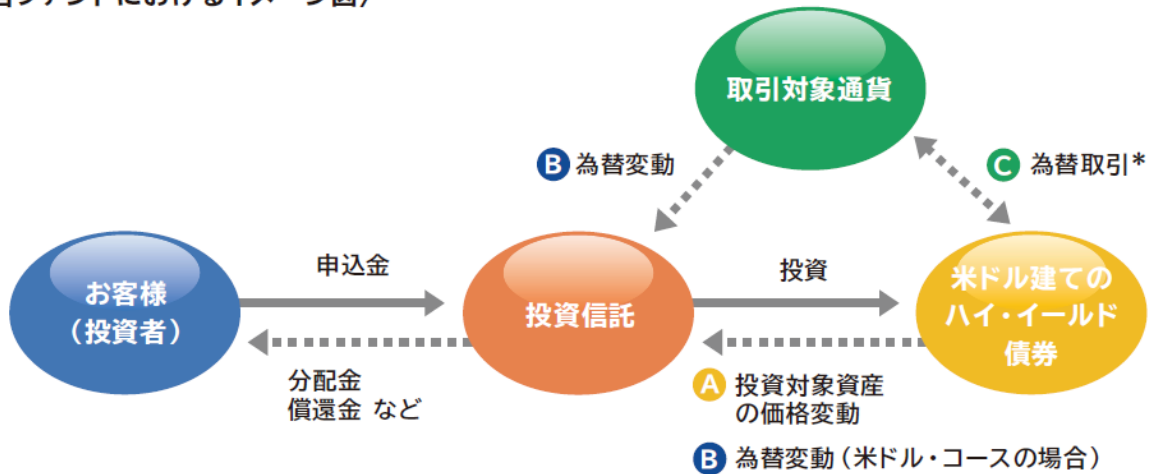 取引対象通貨
B 為替変動
C 為替取引*
お客様
(投資者)
申込金
投資信託
投資
米ドル建ての
ハイ・イールド
債券
分配金
償還金 など
A 投資対象資産
の価格変動
B 為替変動(米ドル・コースの場合)